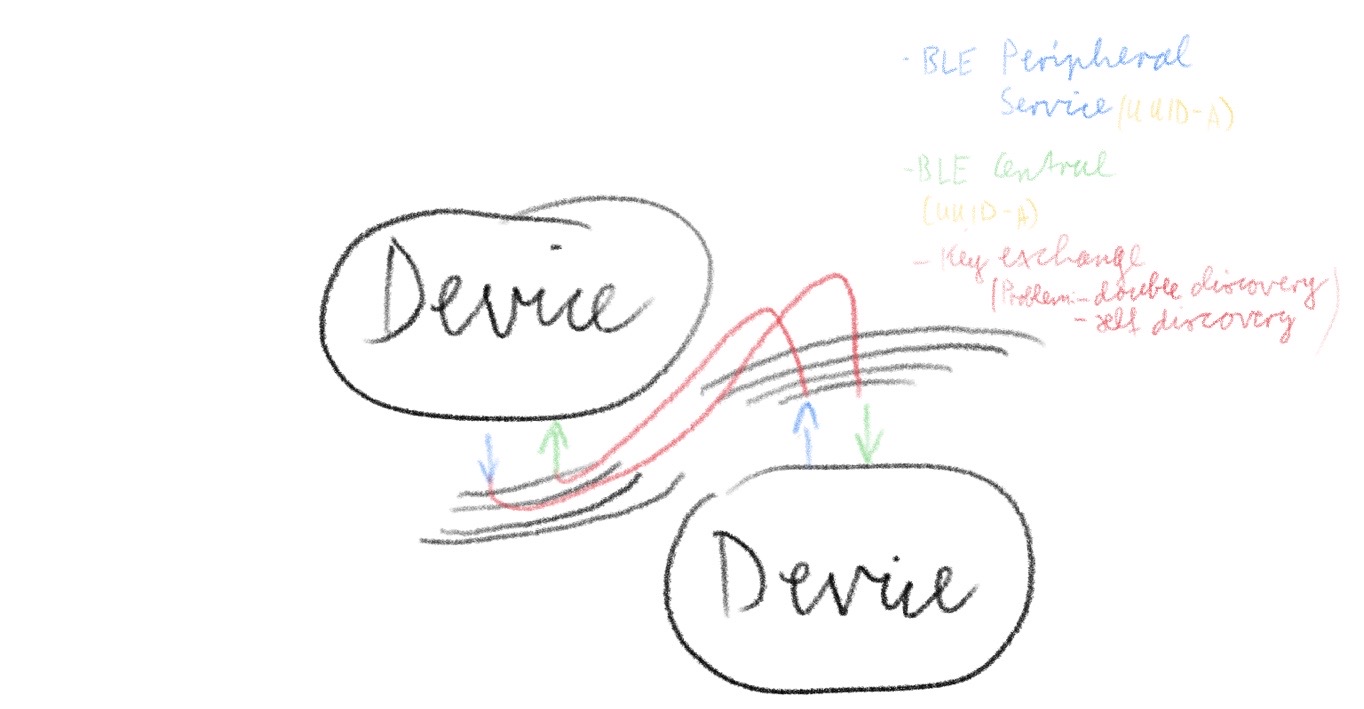 · BLE Peripheral
Service (UUID-A)
- BLE Central
(UUID-A)
- Key exchange
(Problem: - double discovery
- self discovery)
Device
Device